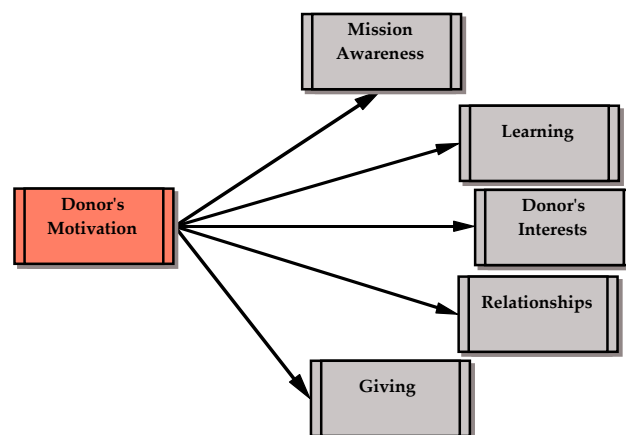 Mission
Awareness
Learning
Donor's
Motivation
Donor's
Interests
Relationships
Giving